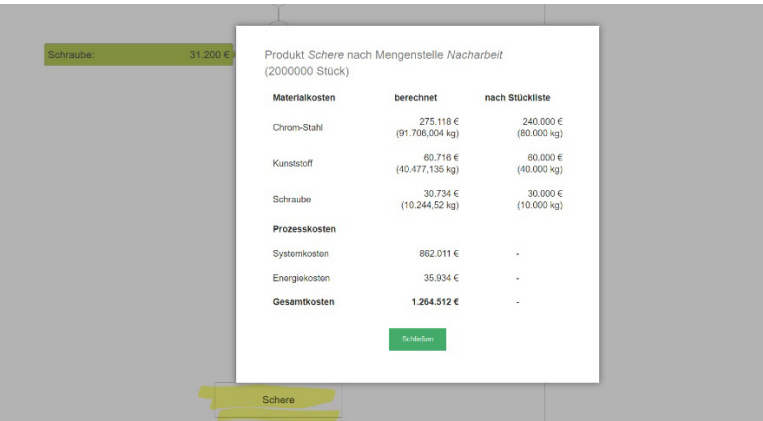 Schraube: 31.200 €
Produkt Schere nach Mengenstelle Nacharbeit
(2000000 Stück)
Materialkosten berechnet nach Stückliste
Chrom-Stahl 275.118 € 240.000 €
(91.706,004 kg) (80.000 kg)
Kunststoff 60.716 € 60.000 €
(40.477,135 kg) (40.000 kg)
Schraube 30.734 € 30.000 €
(10.244,52 kg) (10.000 kg)
Prozesskosten
Systemkosten 862.011 € -
Energiekosten 35.934 € -
Gesamtkosten 1.264.512 € -
Schließen
Schere